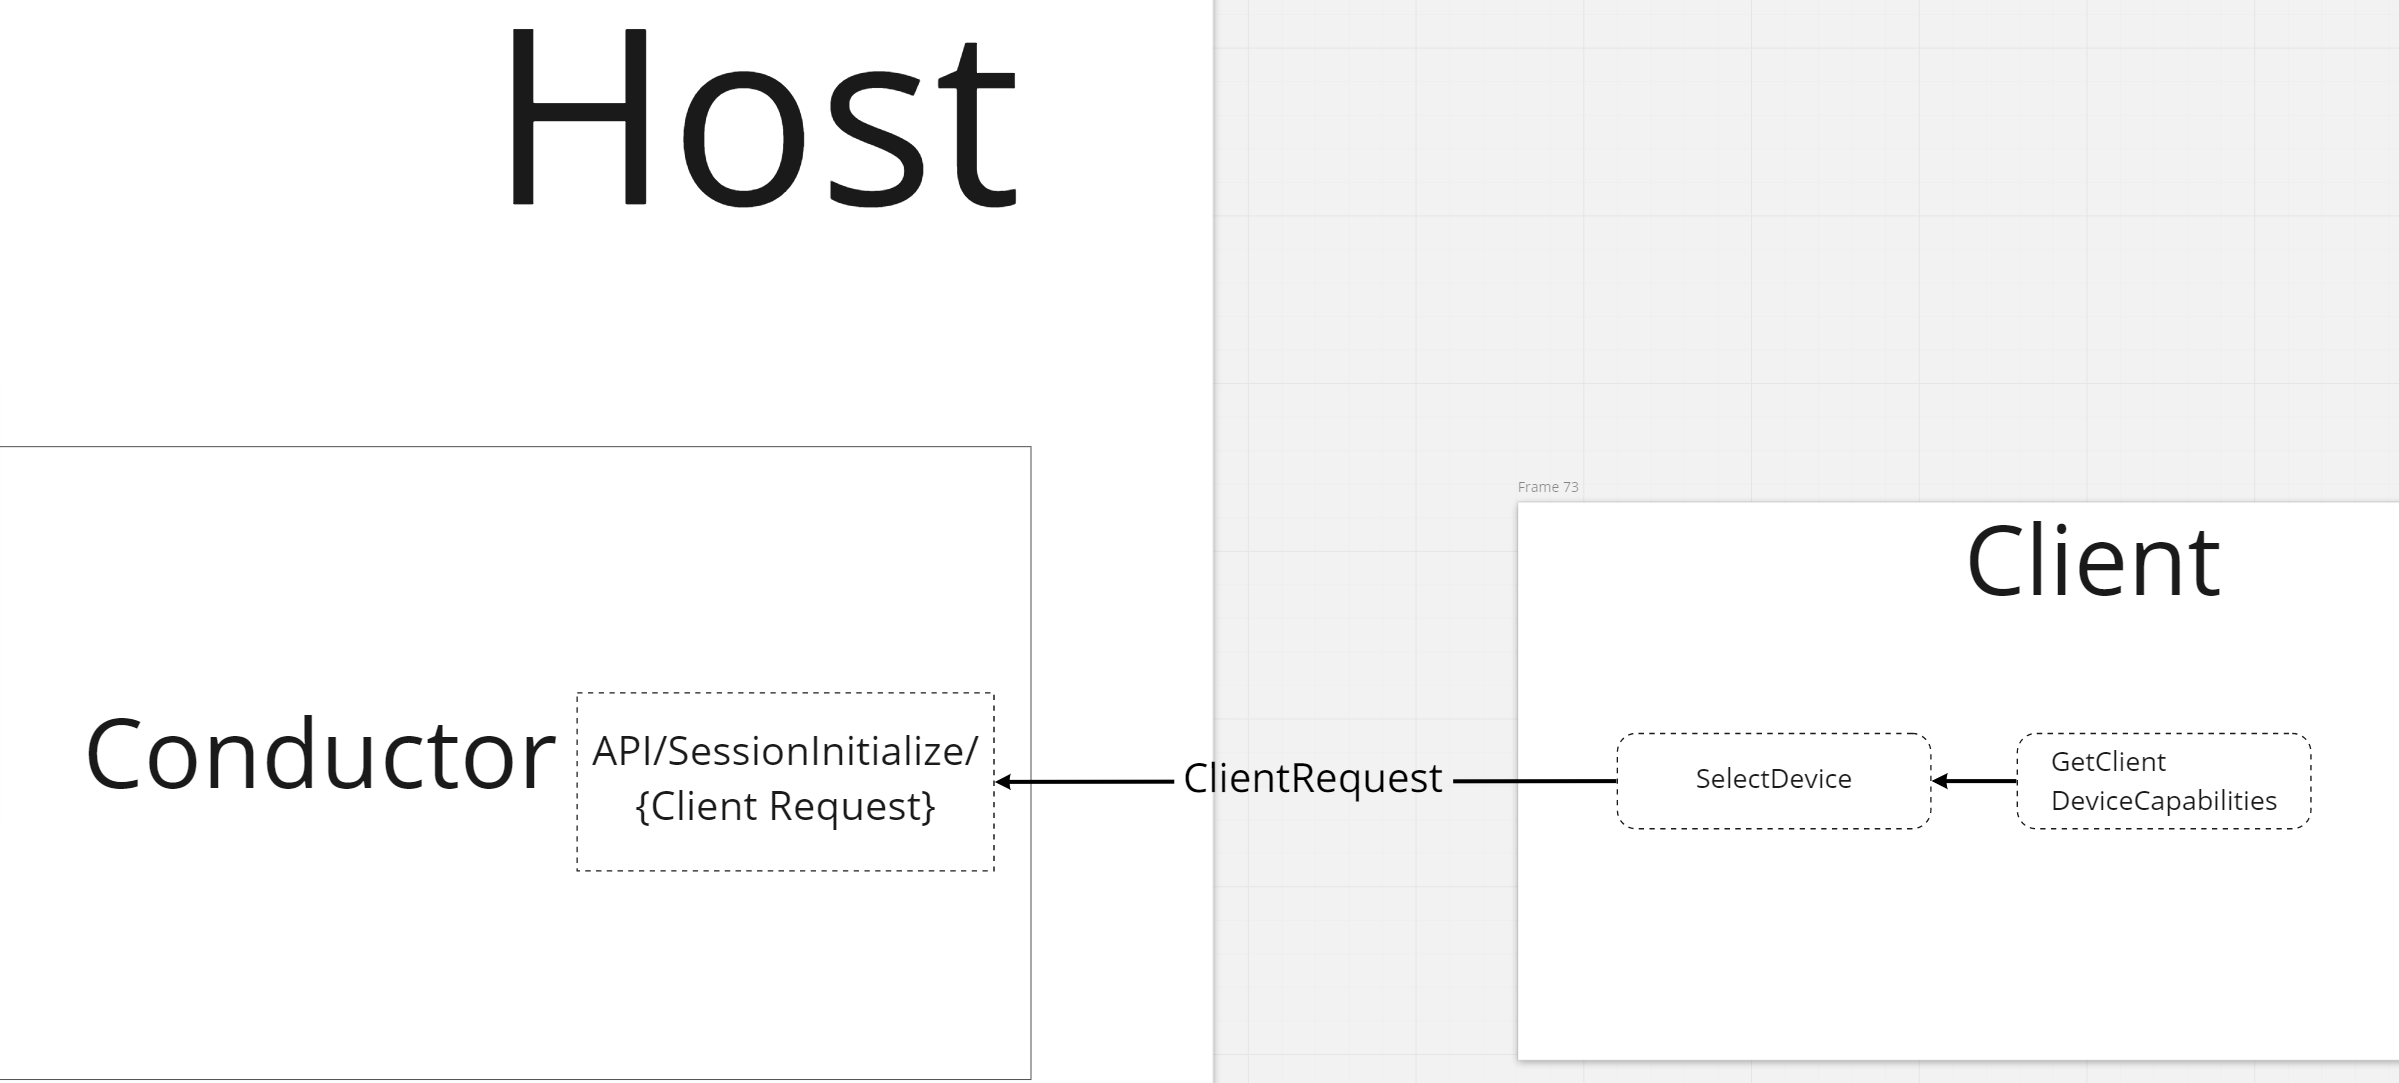 Host
Frame 73
Client
Conductor
API/SessionInitialize/
{Client Request}
ClientRequest
SelectDevice
GetClient
DeviceCapabilities